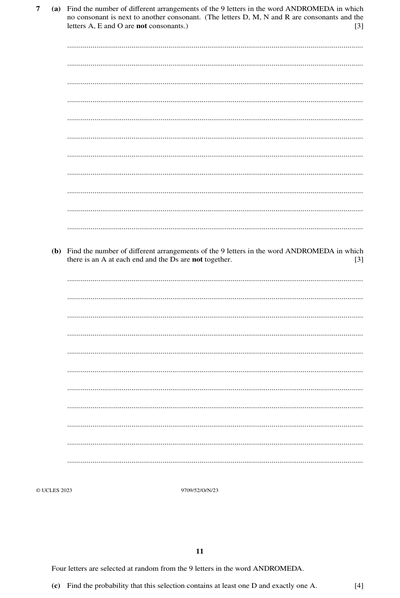 7 (a) Find the number of different arrangements of the 9 letters in the word ANDROMEDA in which
no consonant is next to another consonant. (The letters D, M, N and R are consonants and the
letters A, E and O are not consonants.) [3]
(b) Find the number of different arrangements of the 9 letters in the word ANDROMEDA in which
there is an A at each end and the Ds are not together. [3]
© UCLES 2023 9709/52/O/N/23
11
Four letters are selected at random from the 9 letters in the word ANDROMEDA.
(c) Find the probability that this selection contains at least one D and exactly one A. [4]